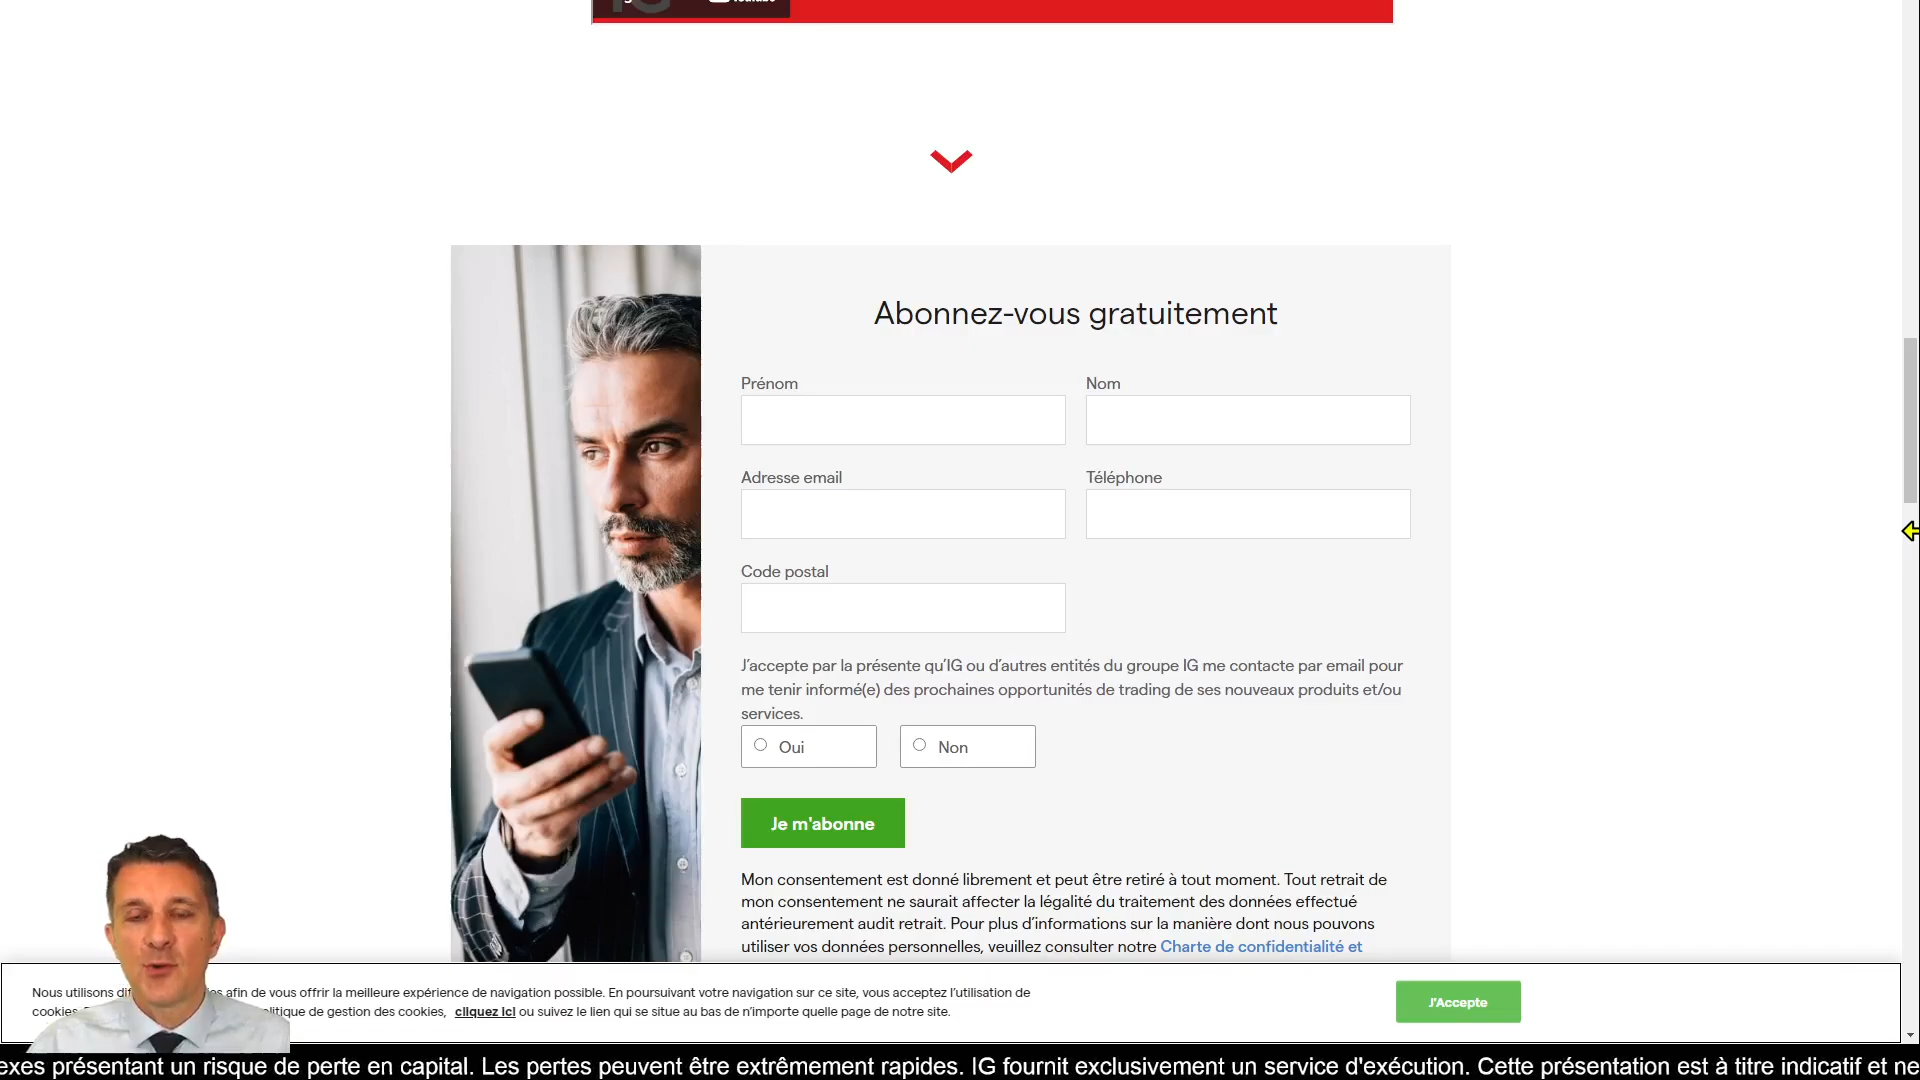 Abonnez-vous gratuitement
Prénom
Nom
Adresse email
Téléphone
Code postal
J'accepte par la présente qu'IG ou d'autres entités du groupe IG me contacte par email pour
me tenir informé(e) des prochaines opportunités de trading de ses nouveaux produits et/ou
services.
Oui
Non
Je m'abonne
Mon consentement est donné librement et peut être retiré à tout moment. Tout retrait de
mon consentement ne saurait affecter la légalité du traitement des données effectué
antérieurement audit retrait. Pour plus d'informations sur la manière dont nous pouvons
utiliser vos données personnelles, veuillez consulter notre Charte de confidentialité et
Nous utilisons afin de vous offrir la meilleure expérience de navigation possible. En poursuivant votre navigation sur ce site, vous acceptez l'utilisation de
cookies. de gestion des cookies, cliquez ici ou suivez le lien qui se situe au bas de n'importe quelle page de notre site.
J'Accepte
présentant un risque de perte en capital. Les pertes peuvent être extrêmement rapides. IG fournit exclusivement un service d'exécution. Cette présentation est à titre indicatif et ne